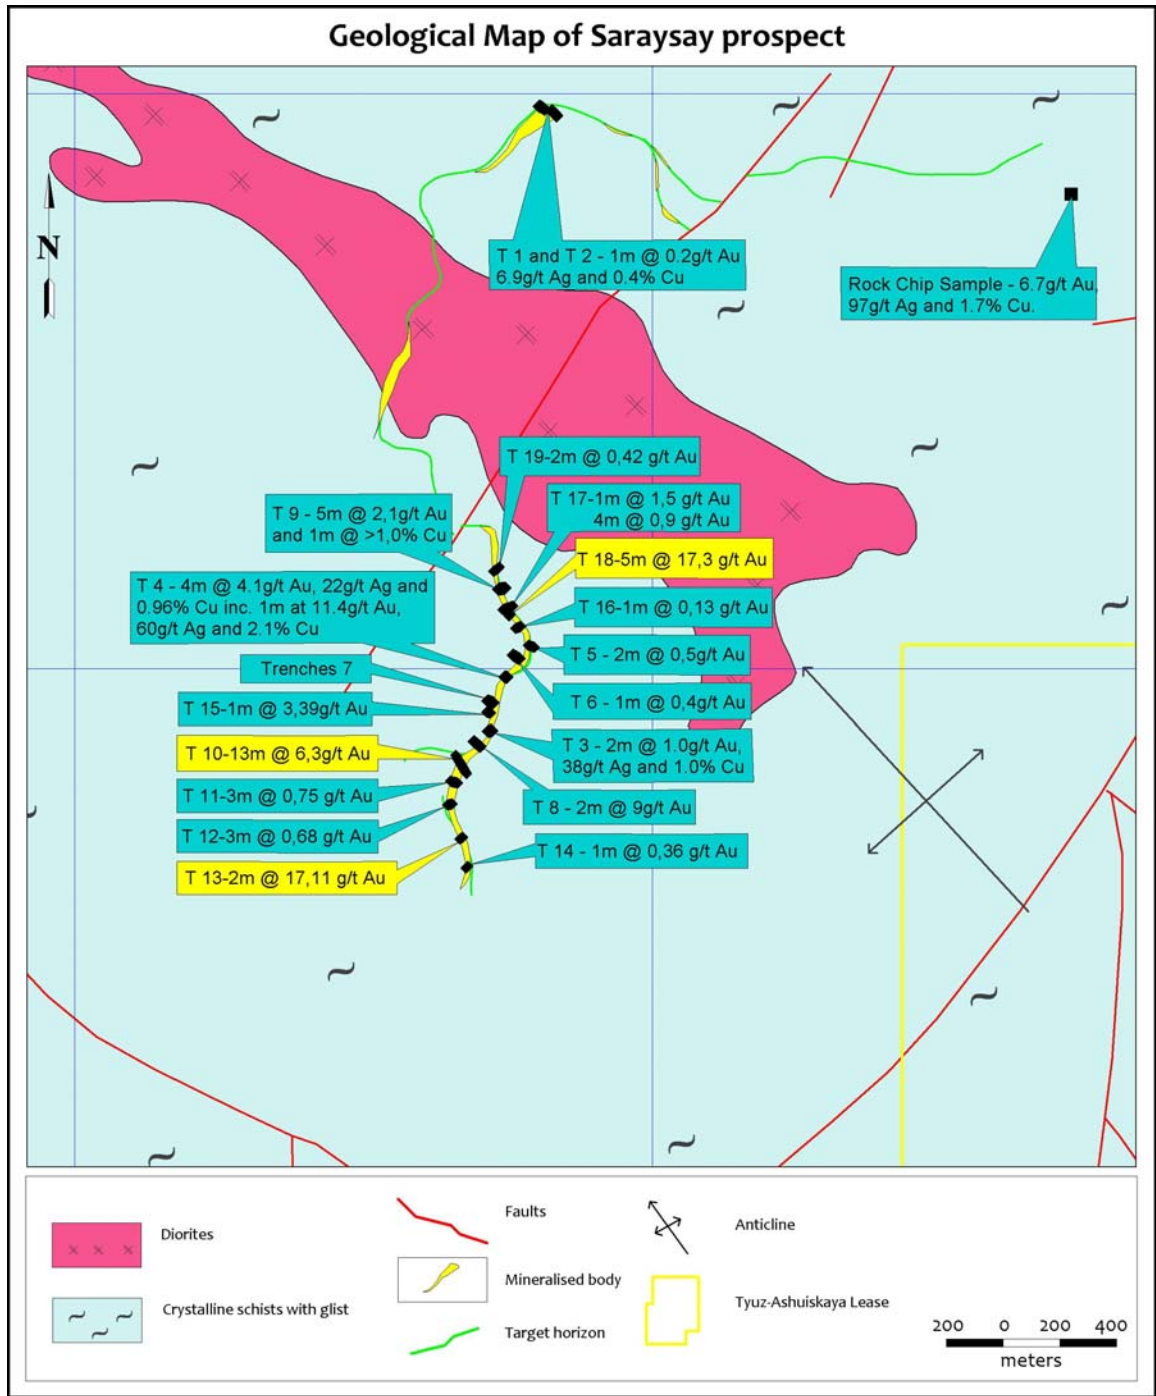 Geological Map of Saraysay prospect
N
T 1 and T 2 - 1m @ 0.2g/t Au
6.9g/t Ag and 0.4% Cu
Rock Chip Sample - 6.7g/t Au,
97g/t Ag and 1.7% Cu.
T 19-2m @ 0,42 g/t Au
T 17-1m @ 1,5 g/t Au
4m @ 0,9 g/t Au
T 9 - 5m @ 2,1g/t Au
and 1m @ >1,0% Cu
T 18-5m @ 17,3 g/t Au
T 4 - 4m @ 4.1g/t Au, 22g/t Ag and
0.96% Cu inc. 1m at 11.4g/t Au,
60g/t Ag and 2.1% Cu
T 16-1m @ 0,13 g/t Au
T 5 - 2m @ 0,5g/t Au
Trenches 7
T 6 - 1m @ 0,4g/t Au
T 15-1m @ 3,39g/t Au
T 3 - 2m @ 1.0g/t Au,
38g/t Ag and 1.0% Cu
T 10-13m @ 6,3g/t Au
T 11-3m @ 0,75 g/t Au
T 8 - 2m @ 9g/t Au
T 12-3m @ 0,68 g/t Au
T 14 - 1m @ 0,36 g/t Au
T 13-2m @ 17,11 g/t Au
Diorites
Crystalline schists with glist
Faults
Mineralised body
Target horizon
Anticline
Tyuz-Ashuiskaya Lease
200 0 200 400
meters